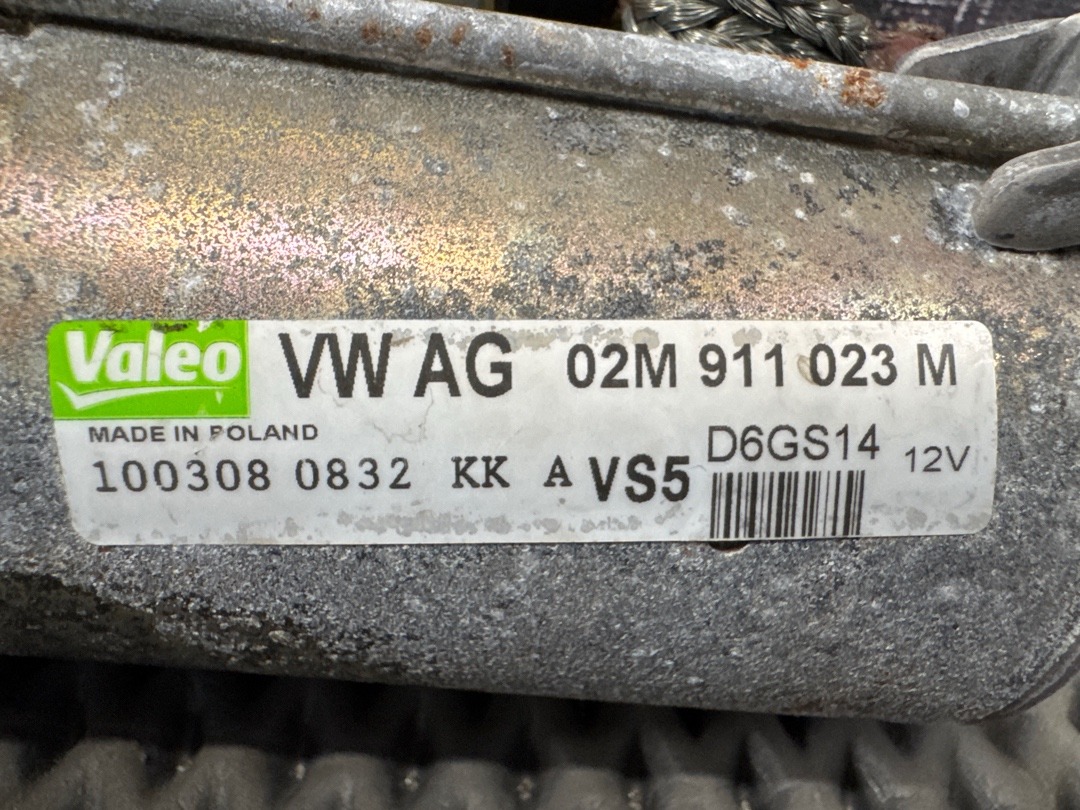 Valeo VW AG 02M 911 023 M
MADE IN POLAND D6GS14 12V
100308 0832 KK A VS5